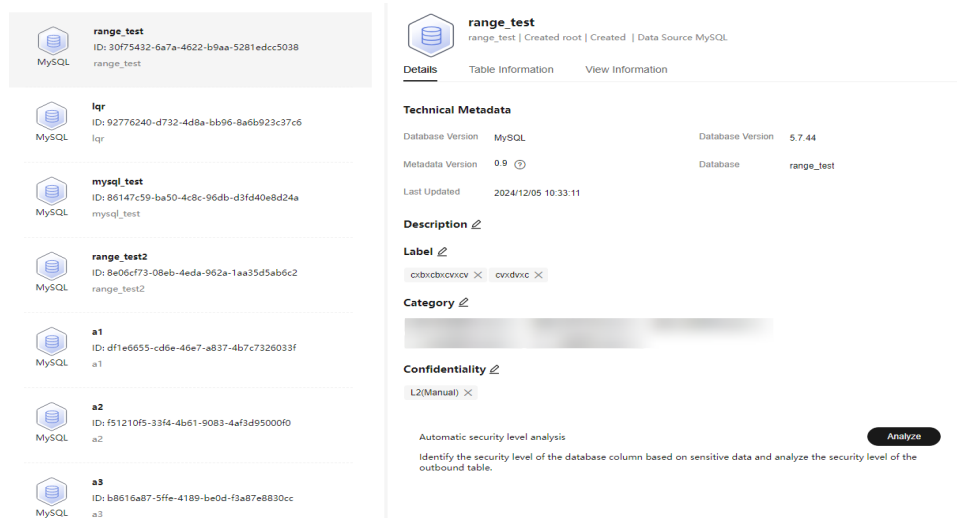 range_test
ID: 30f75432-6a7a-4622-b9aa-5281edcc5038
MySQL
range_test
lqr
ID: 92776240-d732-4d8a-bb96-8a6b923c37c6
MySQL
lqr
mysql_test
ID: 86147c59-ba50-4c8c-96db-d3fd40e8d24a
MySQL
mysql_test
range_test2
ID: 8e06cf73-08eb-4eda-962a-1aa35d5ab6c2
MySQL
range_test2
a1
ID: df1e6655-cd6e-46e7-a837-4b7c7326033f
MySQL
a1
a2
ID: f51210f5-33f4-4b61-9083-4af3d95000f0
MySQL
a2
a3
ID: b8616a87-5ffe-4189-be0d-f3a87e8830cc
MySQL
a3
range_test
range_test | Created root | Created | Data Source MySQL
Details Table Information View Information
Technical Metadata
Database Version MySQL Database Version 5.7.44
Metadata Version 0.9 Database range_test
Last Updated 2024/12/05 10:33:11
Description
Label
cxbxcbxcvxcv cvxdvxc
Category
Confidentiality
L2(Manual)
Automatic security level analysis Analyze
Identify the security level of the database column based on sensitive data and analyze the security level of the
outbound table.